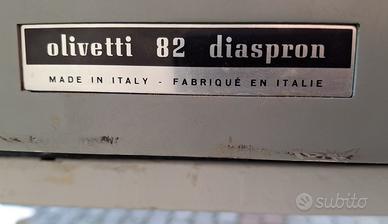 olivetti 82 diaspron
MADE IN ITALY - FABRIQUÉ EN ITALIE
subito